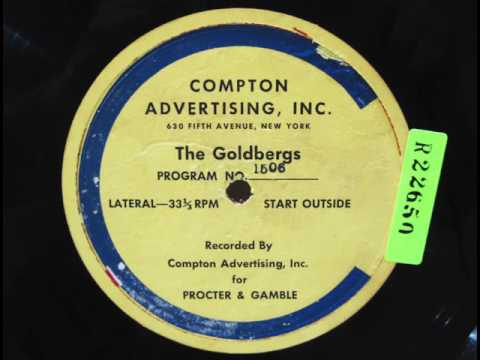 COMPTON
ADVERTISING, INC.
630 FIFTH AVENUE, NEW YORK
The Goldbergs
PROGRAM NO. 1506
LATERAL—33⅓ RPM START OUTSIDE
Recorded By
Compton Advertising, Inc.
for
PROCTER & GAMBLE
R22650